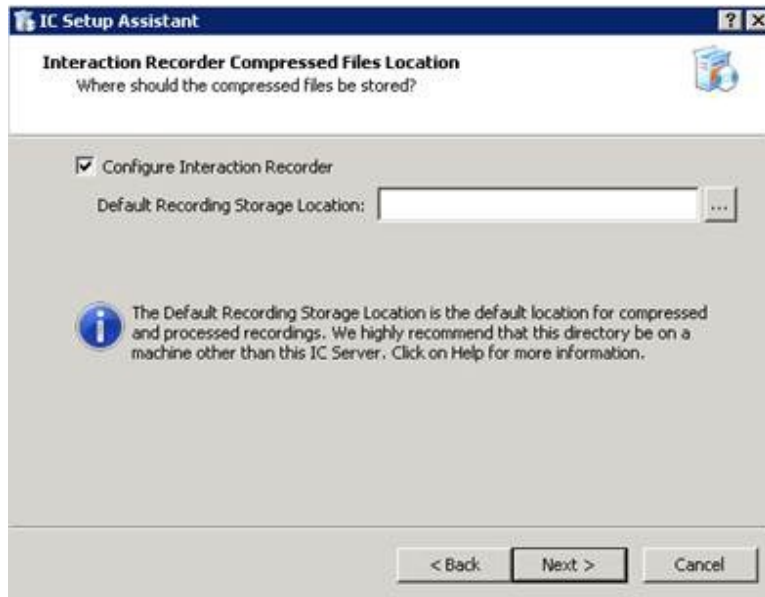 IC Setup Assistant
Interaction Recorder Compressed Files Location
Where should the compressed files be stored?
Configure Interaction Recorder
Default Recording Storage Location:
...
The Default Recording Storage Location is the default location for compressed
and processed recordings. We highly recommend that this directory be on a
machine other than this IC Server. Click on Help for more information.
< Back Next > Cancel